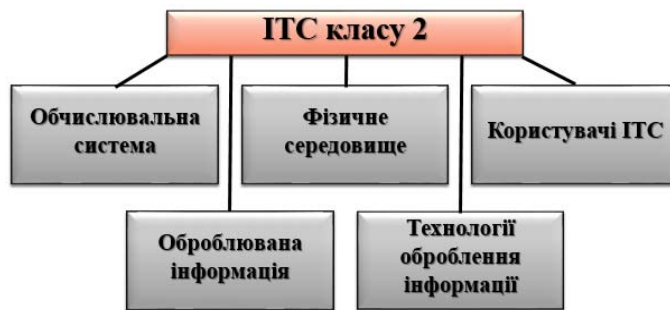 ІТС класу 2
Обчислювальна
система
Фізичне
середовище
Користувачі ІТС
Оброблювана
інформація
Технології
оброблення
інформації